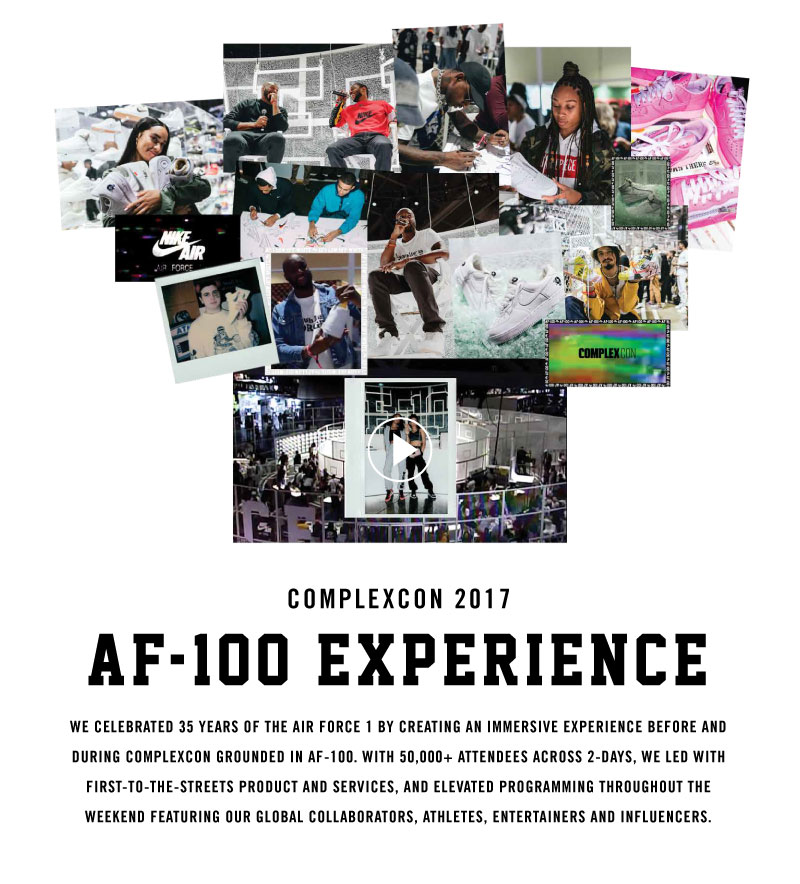 NIKE
AIR
AIR FORCE
COMPLEXCON
COMPLEXCON 2017
AF-100 EXPERIENCE
WE CELEBRATED 35 YEARS OF THE AIR FORCE 1 BY CREATING AN IMMERSIVE EXPERIENCE BEFORE AND
DURING COMPLEXCON GROUNDED IN AF-100. WITH 50,000+ ATTENDEES ACROSS 2-DAYS, WE LED WITH
FIRST-TO-THE-STREETS PRODUCT AND SERVICES, AND ELEVATED PROGRAMMING THROUGHOUT THE
WEEKEND FEATURING OUR GLOBAL COLLABORATORS, ATHLETES, ENTERTAINERS AND INFLUENCERS.